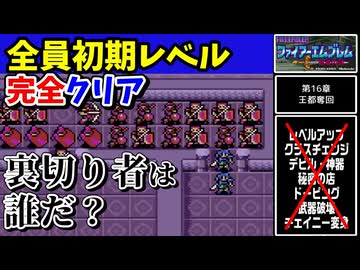 全員初期レベル
完全クリア
裏切り者は
誰だ？
ファイアーエムブレム
第16章
王都奪回
レベルアップ
クラスチェンジ
デビル/神器
秘密の店
ドーピング
武器破壊
チェイニー変身